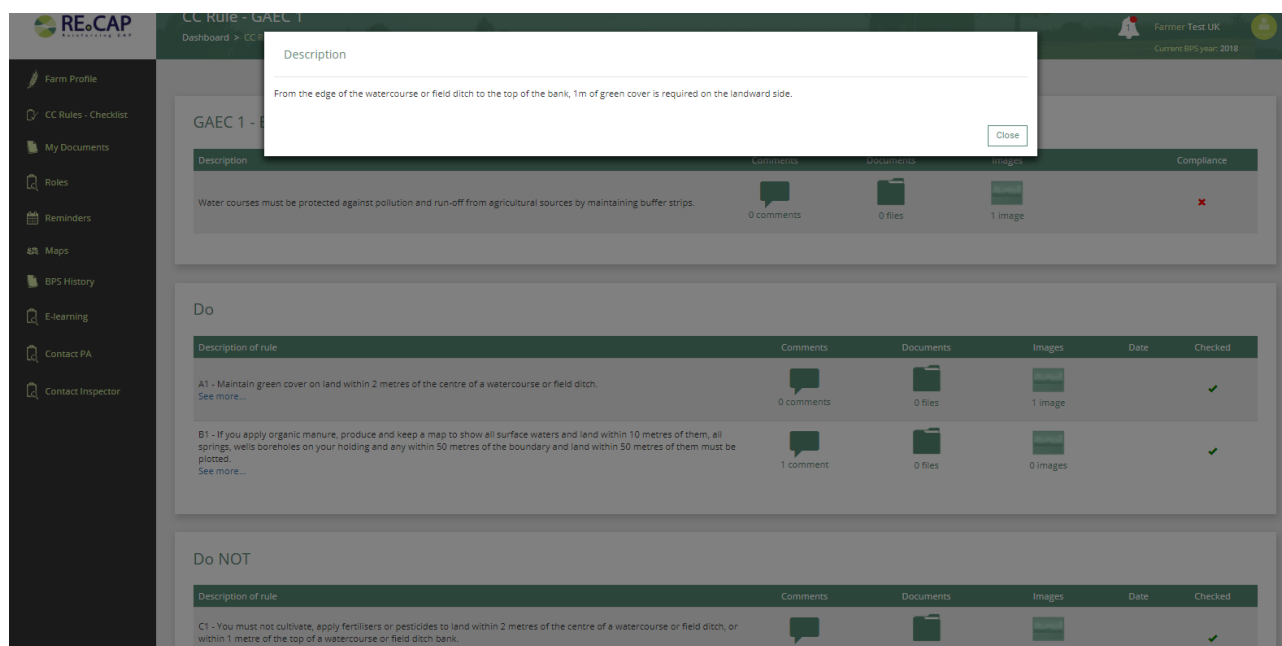 RE:CAP
Reinforcing CAP
CC Rule - GAEC 1
Dashboard > CC R
1
Farmer Test UK
Current BPS year: 2018
Description
From the edge of the watercourse or field ditch to the top of the bank, 1m of green cover is required on the landward side.
Close
Farm Profile
CC Rules - Checklist
My Documents
Roles
Reminders
Maps
BPS History
E-learning
Contact PA
Contact Inspector
GAEC 1 -
Description Comments Documents Images Compliance
Water courses must be protected against pollution and run-off from agricultural sources by maintaining buffer strips.
0 comments 0 files 1 image
Do
Description of rule Comments Documents Images Date Checked
A1 - Maintain green cover on land within 2 metres of the centre of a watercourse or field ditch.
See more...
0 comments 0 files 1 image
B1 - If you apply organic manure, produce and keep a map to show all surface waters and land within 10 metres of them, all
springs, wells boreholes on your holding and any within 50 metres of the boundary and land within 50 metres of them must be
plotted.
See more...
1 comment 0 files 0 images
Do NOT
Description of rule Comments Documents Images Date Checked
C1 - You must not cultivate, apply fertilisers or pesticides to land within 2 metres of the centre of a watercourse or field ditch, or
within 1 metre of the top of a watercourse or field ditch bank.